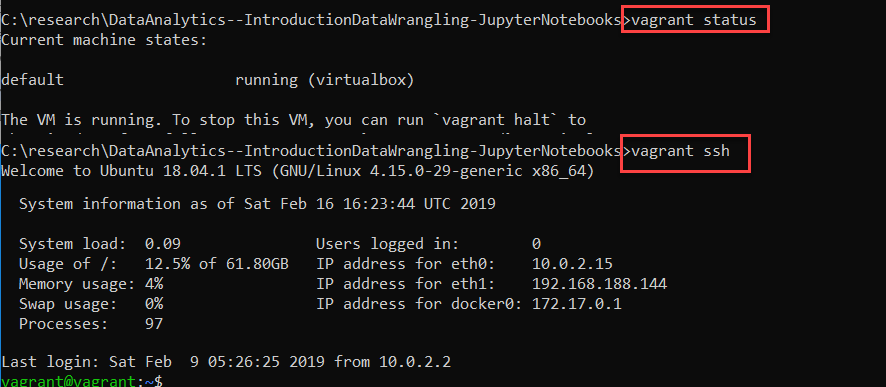 C:\research\DataAnalytics--IntroductionDataWrangling-JupyterNotebooks>vagrant status
Current machine states:
default                   running (virtualbox)
The VM is running. To stop this VM, you can run `vagrant halt` to
C:\research\DataAnalytics--IntroductionDataWrangling-JupyterNotebooks>vagrant ssh
Welcome to Ubuntu 18.04.1 LTS (GNU/Linux 4.15.0-29-generic x86_64)
  System information as of Sat Feb 16 16:23:44 UTC 2019
  System load:  0.09               Users logged in:        0
  Usage of /:   12.5% of 61.80GB   IP address for eth0:    10.0.2.15
  Memory usage: 4%                 IP address for eth1:    192.168.188.144
  Swap usage:   0%                 IP address for docker0: 172.17.0.1
  Processes:    97
Last login: Sat Feb  9 05:26:25 2019 from 10.0.2.2
vagrant@vagrant:~$